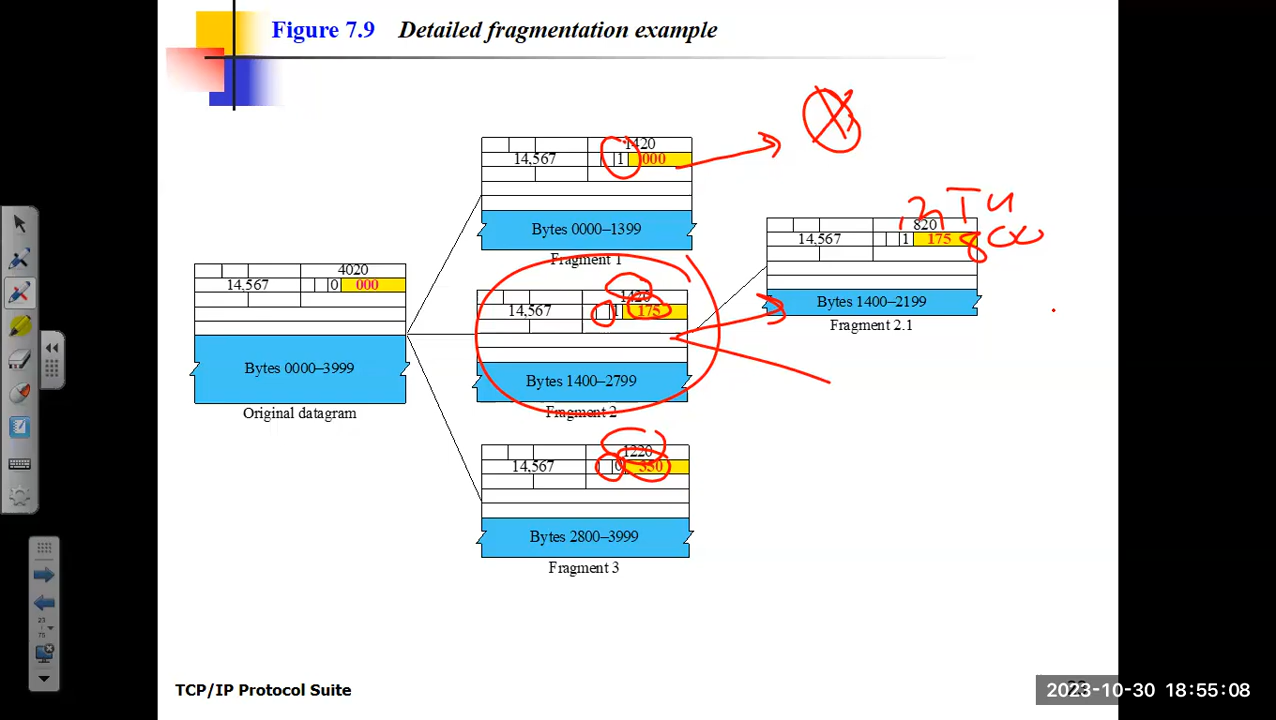 Figure 7.9 Detailed fragmentation example
1420
14,567 1 000
Bytes 0000–1399
Fragment 1
MTU
820
14,567 1 175 800
Bytes 1400–2199
Fragment 2.1
4020
14,567 0 000
Bytes 0000–3999
Original datagram
1420
14,567 1 175
Bytes 1400–2799
Fragment 2
1220
14,567 0 350
Bytes 2800–3999
Fragment 3
TCP/IP Protocol Suite
2023-10-30 18:55:08
23
75